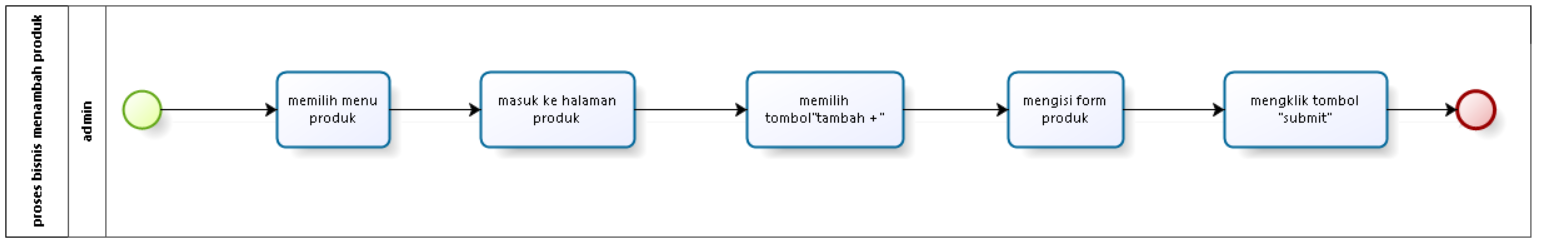 proses bisnis menambah produk
admin
memilih menu
produk
masuk ke halaman
produk
memilih
tombol"tambah +"
mengisi form
produk
mengklik tombol
"submit"